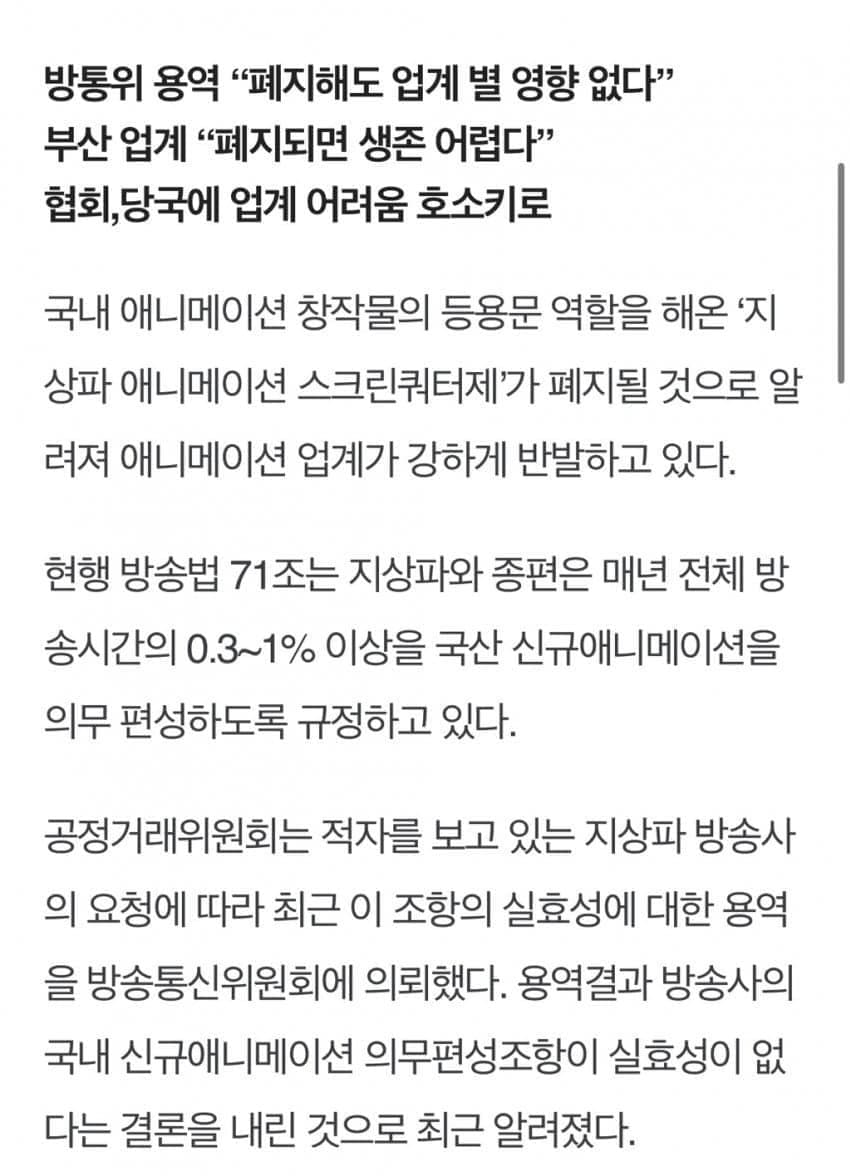 방통위 용역 “폐지해도 업계 별 영향 없다”
부산 업계 “폐지되면 생존 어렵다”
협회,당국에 업계 어려움 호소키로
국내 애니메이션 창작물의 등용문 역할을 해온 ‘지
상파 애니메이션 스크린쿼터제’가 폐지될 것으로 알
려져 애니메이션 업계가 강하게 반발하고 있다.
현행 방송법 71조는 지상파와 종편은 매년 전체 방
송시간의 0.3~1% 이상을 국산 신규애니메이션을
의무 편성하도록 규정하고 있다.
공정거래위원회는 적자를 보고 있는 지상파 방송사
의 요청에 따라 최근 이 조항의 실효성에 대한 용역
을 방송통신위원회에 의뢰했다. 용역결과 방송사의
국내 신규애니메이션 의무편성조항이 실효성이 없
다는 결론을 내린 것으로 최근 알려졌다.